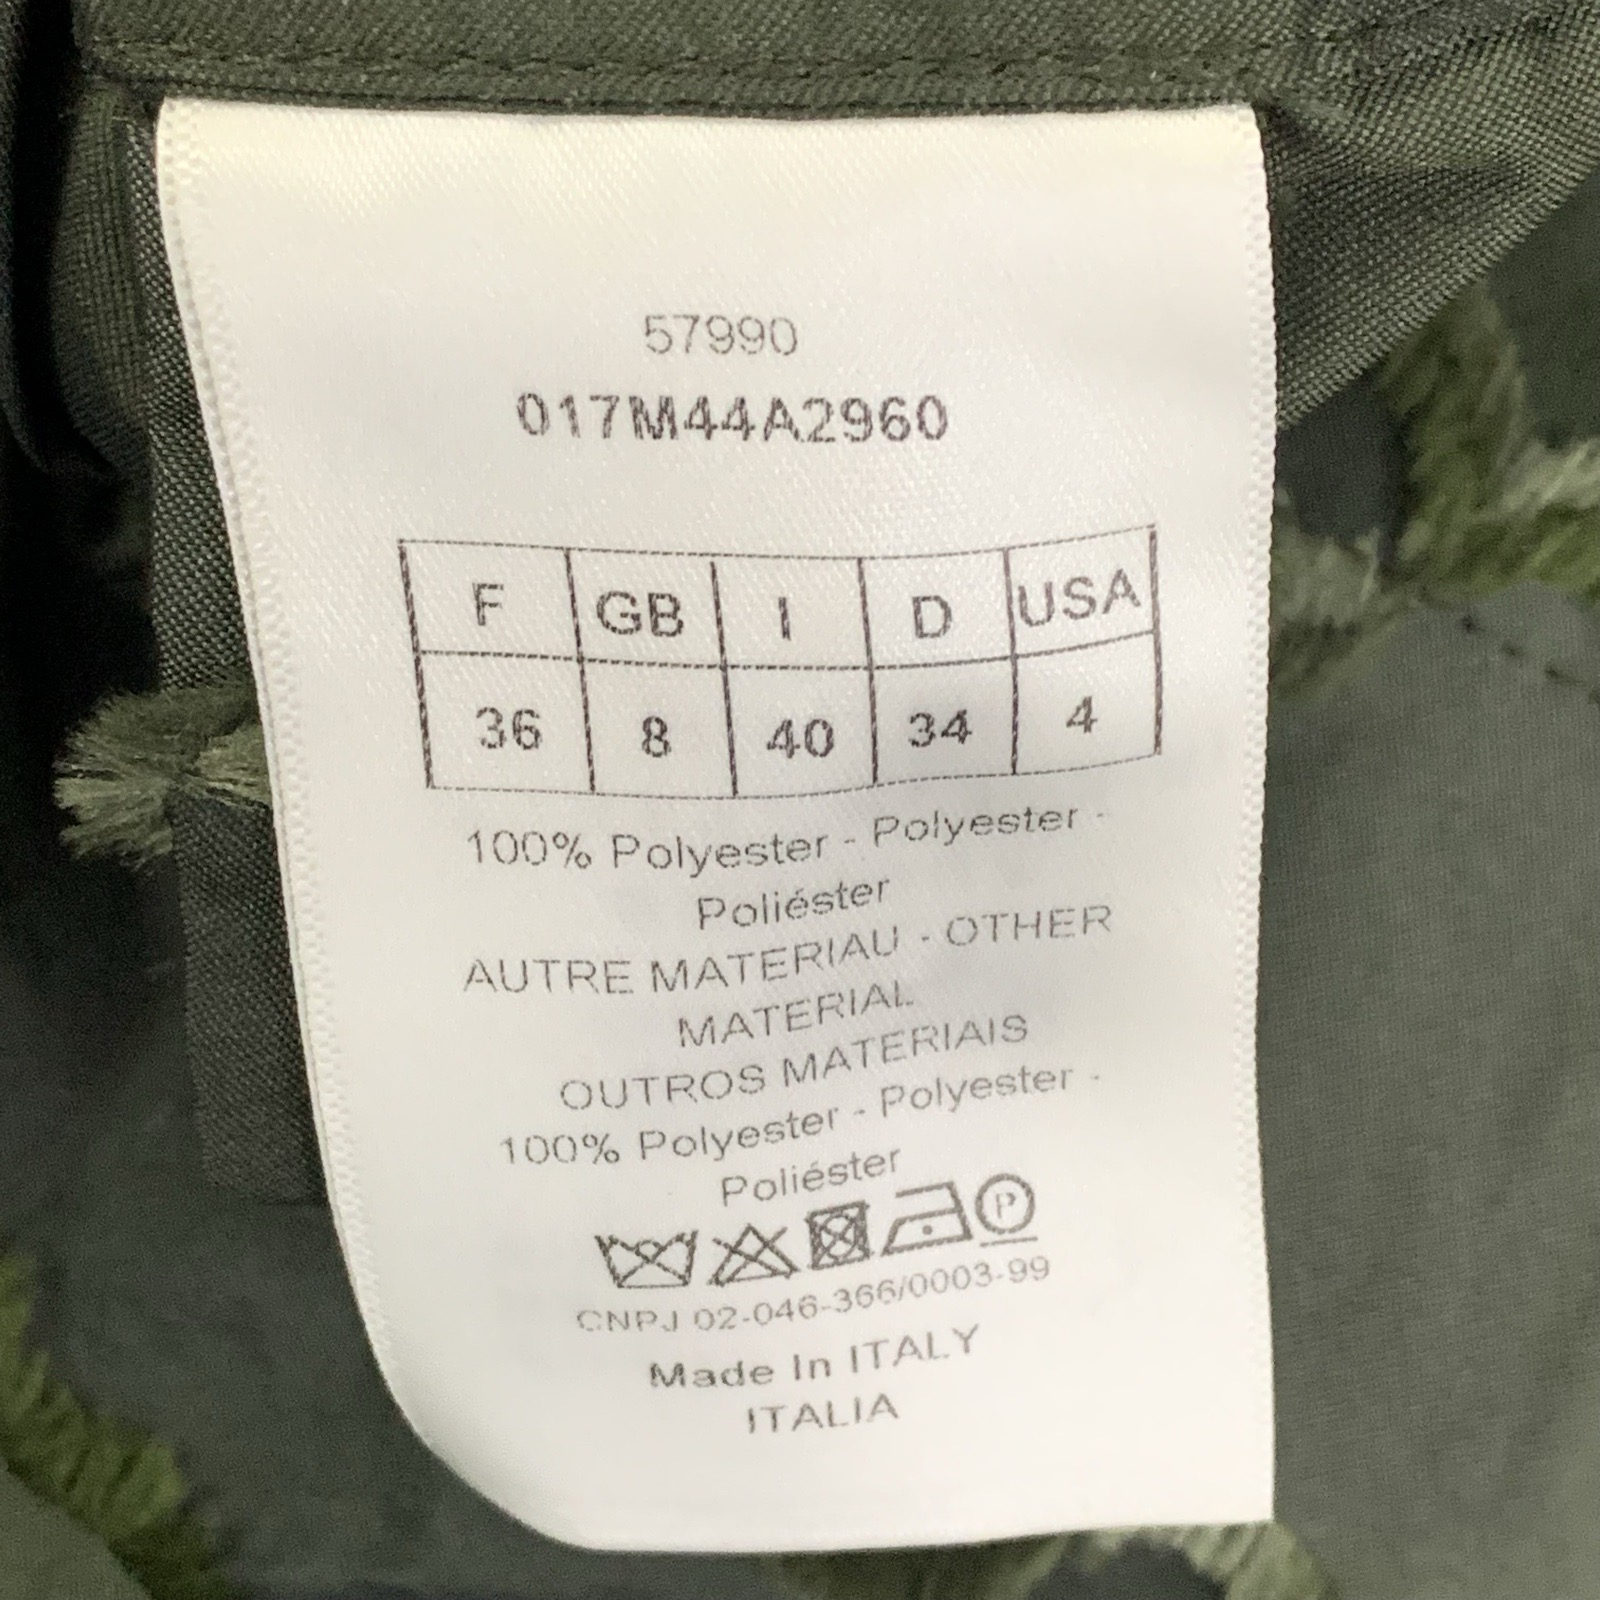 57990
017M44A2960
F GB I D USA
36 8 40 34 4
100% Polyester - Polyester -
Poliéster
AUTRE MATERIAU - OTHER
MATERIAL
OUTROS MATERIAIS
100% Polyester - Polyester -
Poliéster
P
CNPJ 02-046-366/0003-99
Made In ITALY
ITALIA